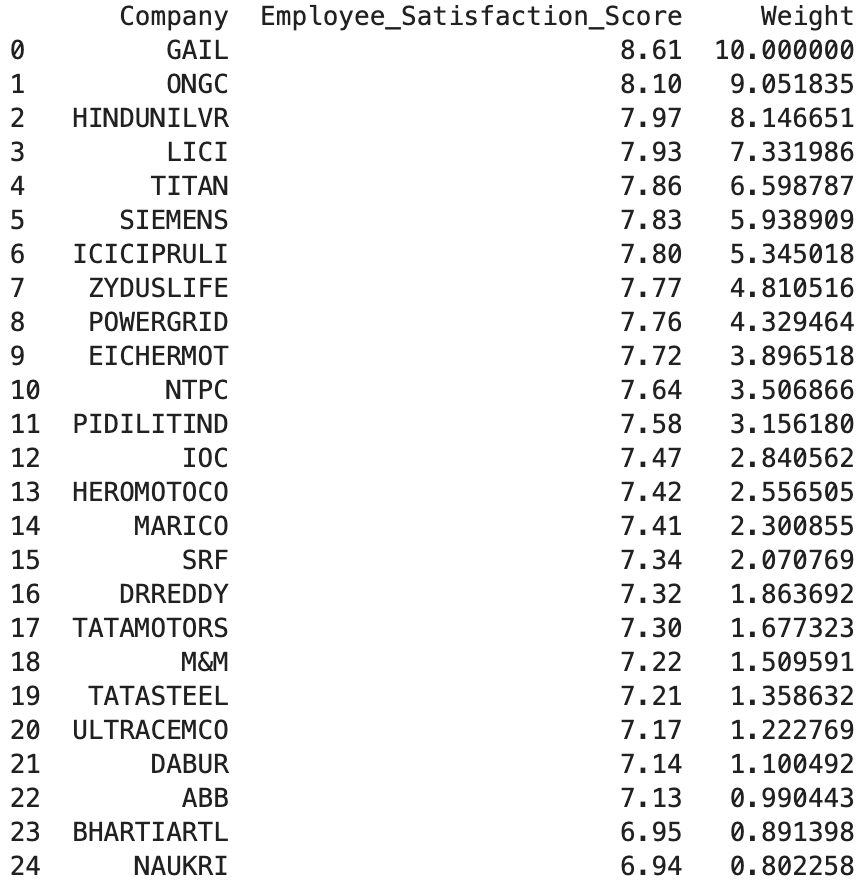 Company Employee_Satisfaction_Score Weight
0 GAIL 8.61 10.000000
1 ONGC 8.10 9.051835
2 HINDUNILVR 7.97 8.146651
3 LICI 7.93 7.331986
4 TITAN 7.86 6.598787
5 SIEMENS 7.83 5.938909
6 ICICIPRULI 7.80 5.345018
7 ZYDUSLIFE 7.77 4.810516
8 POWERGRID 7.76 4.329464
9 EICHERMOT 7.72 3.896518
10 NTPC 7.64 3.506866
11 PIDILITIND 7.58 3.156180
12 IOC 7.47 2.840562
13 HEROMOTOCO 7.42 2.556505
14 MARICO 7.41 2.300855
15 SRF 7.34 2.070769
16 DRREDDY 7.32 1.863692
17 TATAMOTORS 7.30 1.677323
18 M&M 7.22 1.509591
19 TATASTEEL 7.21 1.358632
20 ULTRACEMCO 7.17 1.222769
21 DABUR 7.14 1.100492
22 ABB 7.13 0.990443
23 BHARTIARTL 6.95 0.891398
24 NAUKRI 6.94 0.802258